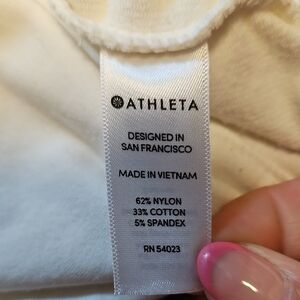 ATHLETA
DESIGNED IN
SAN FRANCISCO
MADE IN VIETNAM
62% NYLON
33% COTTON
5% SPANDEX
RN 54023